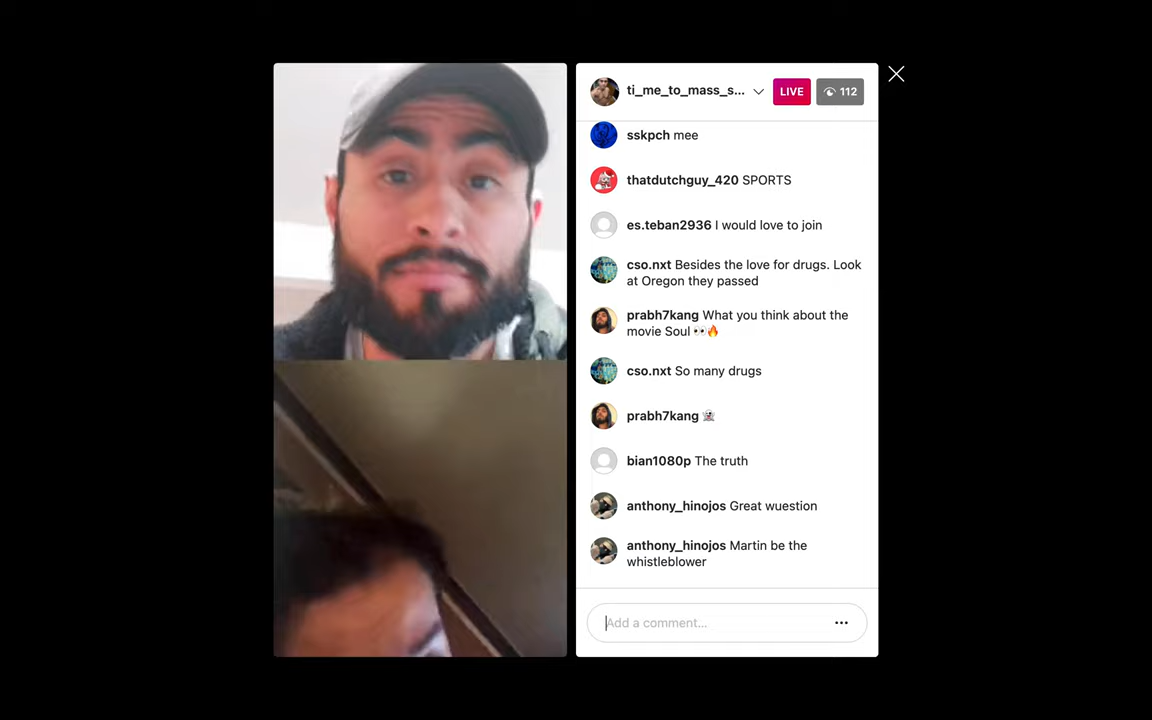 ti_me_to_mass_s...
LIVE
112
sskpch mee
thatdutchguy_420 SPORTS
es.teban2936 I would love to join
cso.nxt Besides the love for drugs. Look
at Oregon they passed
prabh7kang What you think about the
movie Soul 👀🔥
cso.nxt So many drugs
prabh7kang 👻
bian1080p The truth
anthony_hinojos Great wuestion
anthony_hinojos Martin be the
whistleblower
Add a comment...